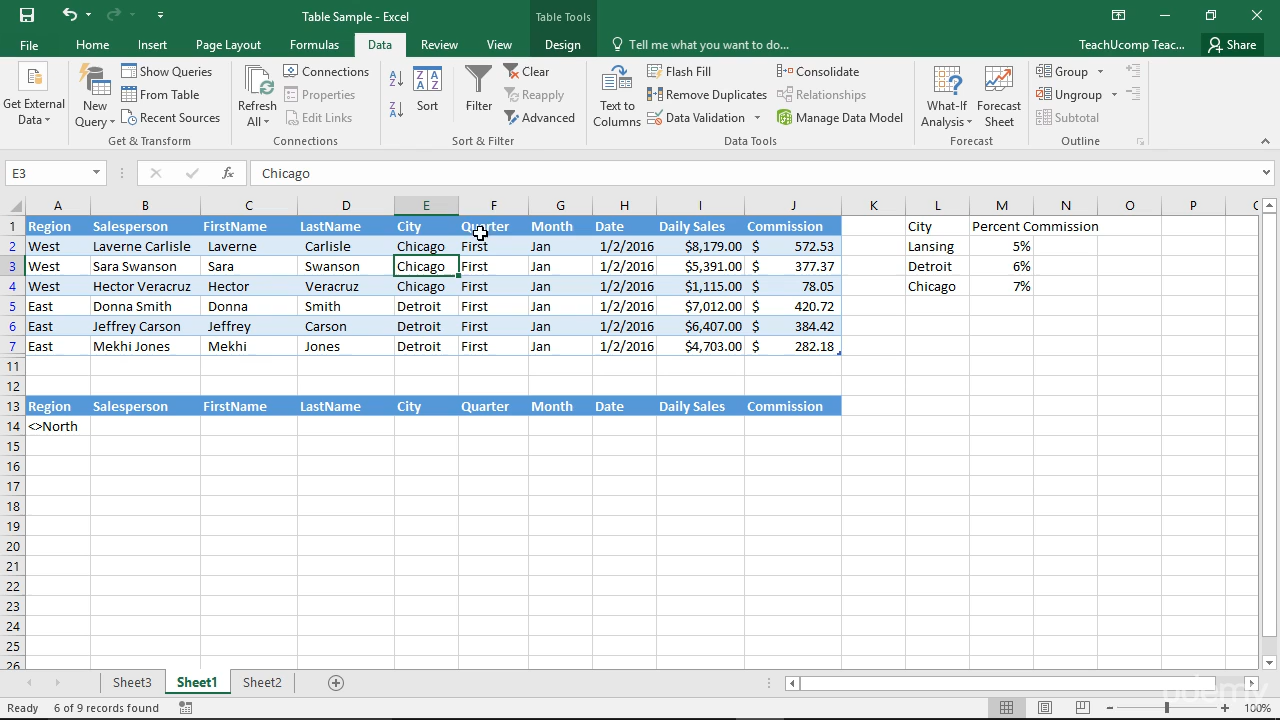 Table Sample - Excel
Table Tools
File Home Insert Page Layout Formulas Data Review View Design Tell me what you want to do... TeachUcomp Teac... Share
Get External Data
New Query
Show Queries
From Table
Recent Sources
Get & Transform
Refresh All
Connections
Properties
Edit Links
Connections
A Z
Z A
Z A A Z
Sort
Filter
Clear
Reapply
Advanced
Sort & Filter
Text to Columns
Flash Fill
Remove Duplicates
Data Validation
Consolidate
Relationships
Manage Data Model
Data Tools
What-If Analysis
Forecast Sheet
Forecast
Group
Ungroup
Subtotal
Outline
E3 fx Chicago
A B C D E F G H I J K L M N O P C
1 Region Salesperson FirstName LastName City Quarter Month Date Daily Sales Commission City Percent Commission
2 West Laverne Carlisle Laverne Carlisle Chicago First Jan 1/2/2016 $8,179.00 $ 572.53 Lansing 5%
3 West Sara Swanson Sara Swanson Chicago First Jan 1/2/2016 $5,391.00 $ 377.37 Detroit 6%
4 West Hector Veracruz Hector Veracruz Chicago First Jan 1/2/2016 $1,115.00 $ 78.05 Chicago 7%
5 East Donna Smith Donna Smith Detroit First Jan 1/2/2016 $7,012.00 $ 420.72
6 East Jeffrey Carson Jeffrey Carson Detroit First Jan 1/2/2016 $6,407.00 $ 384.42
7 East Mekhi Jones Mekhi Jones Detroit First Jan 1/2/2016 $4,703.00 $ 282.18
11
12
13 Region Salesperson FirstName LastName City Quarter Month Date Daily Sales Commission
14 <>North
15
16
17
18
19
20
21
22
23
24
25
26
Sheet3 Sheet1 Sheet2
udemy
Ready 6 of 9 records found 100%